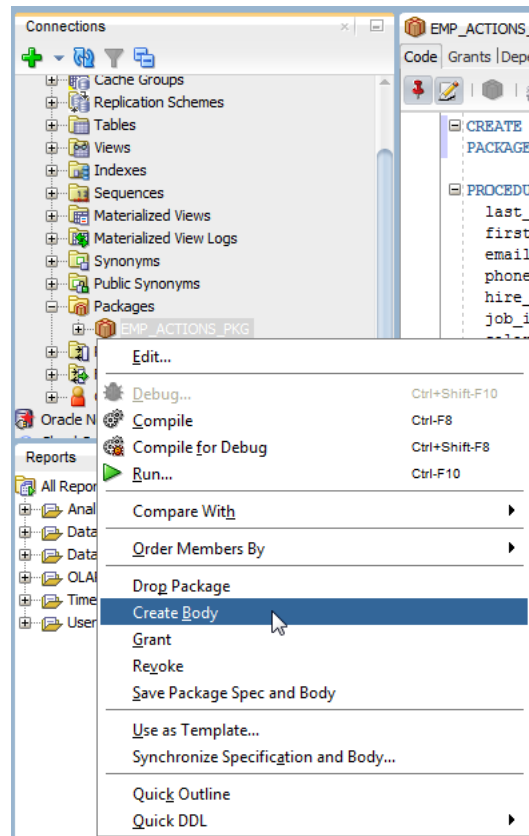 Connections
Cache Groups
Replication Schemes
Tables
Views
Indexes
Sequences
Materialized Views
Materialized View Logs
Synonyms
Public Synonyms
Packages
EMP_ACTIONS_PKG
Oracle N
Reports
All Repor
Anal
Data
Data
OLA
Time
User
EMP_ACTIONS_
Code Grants Depe
CREATE
PACKAGE
PROCEDU
last_
first
email
phone
hire_
job_i
Edit...
Debug... Ctrl+Shift-F10
Compile Ctrl-F8
Compile for Debug Ctrl+Shift-F8
Run... Ctrl-F10
Compare With
Order Members By
Drop Package
Create Body
Grant
Revoke
Save Package Spec and Body
Use as Template...
Synchronize Specification and Body...
Quick Outline
Quick DDL